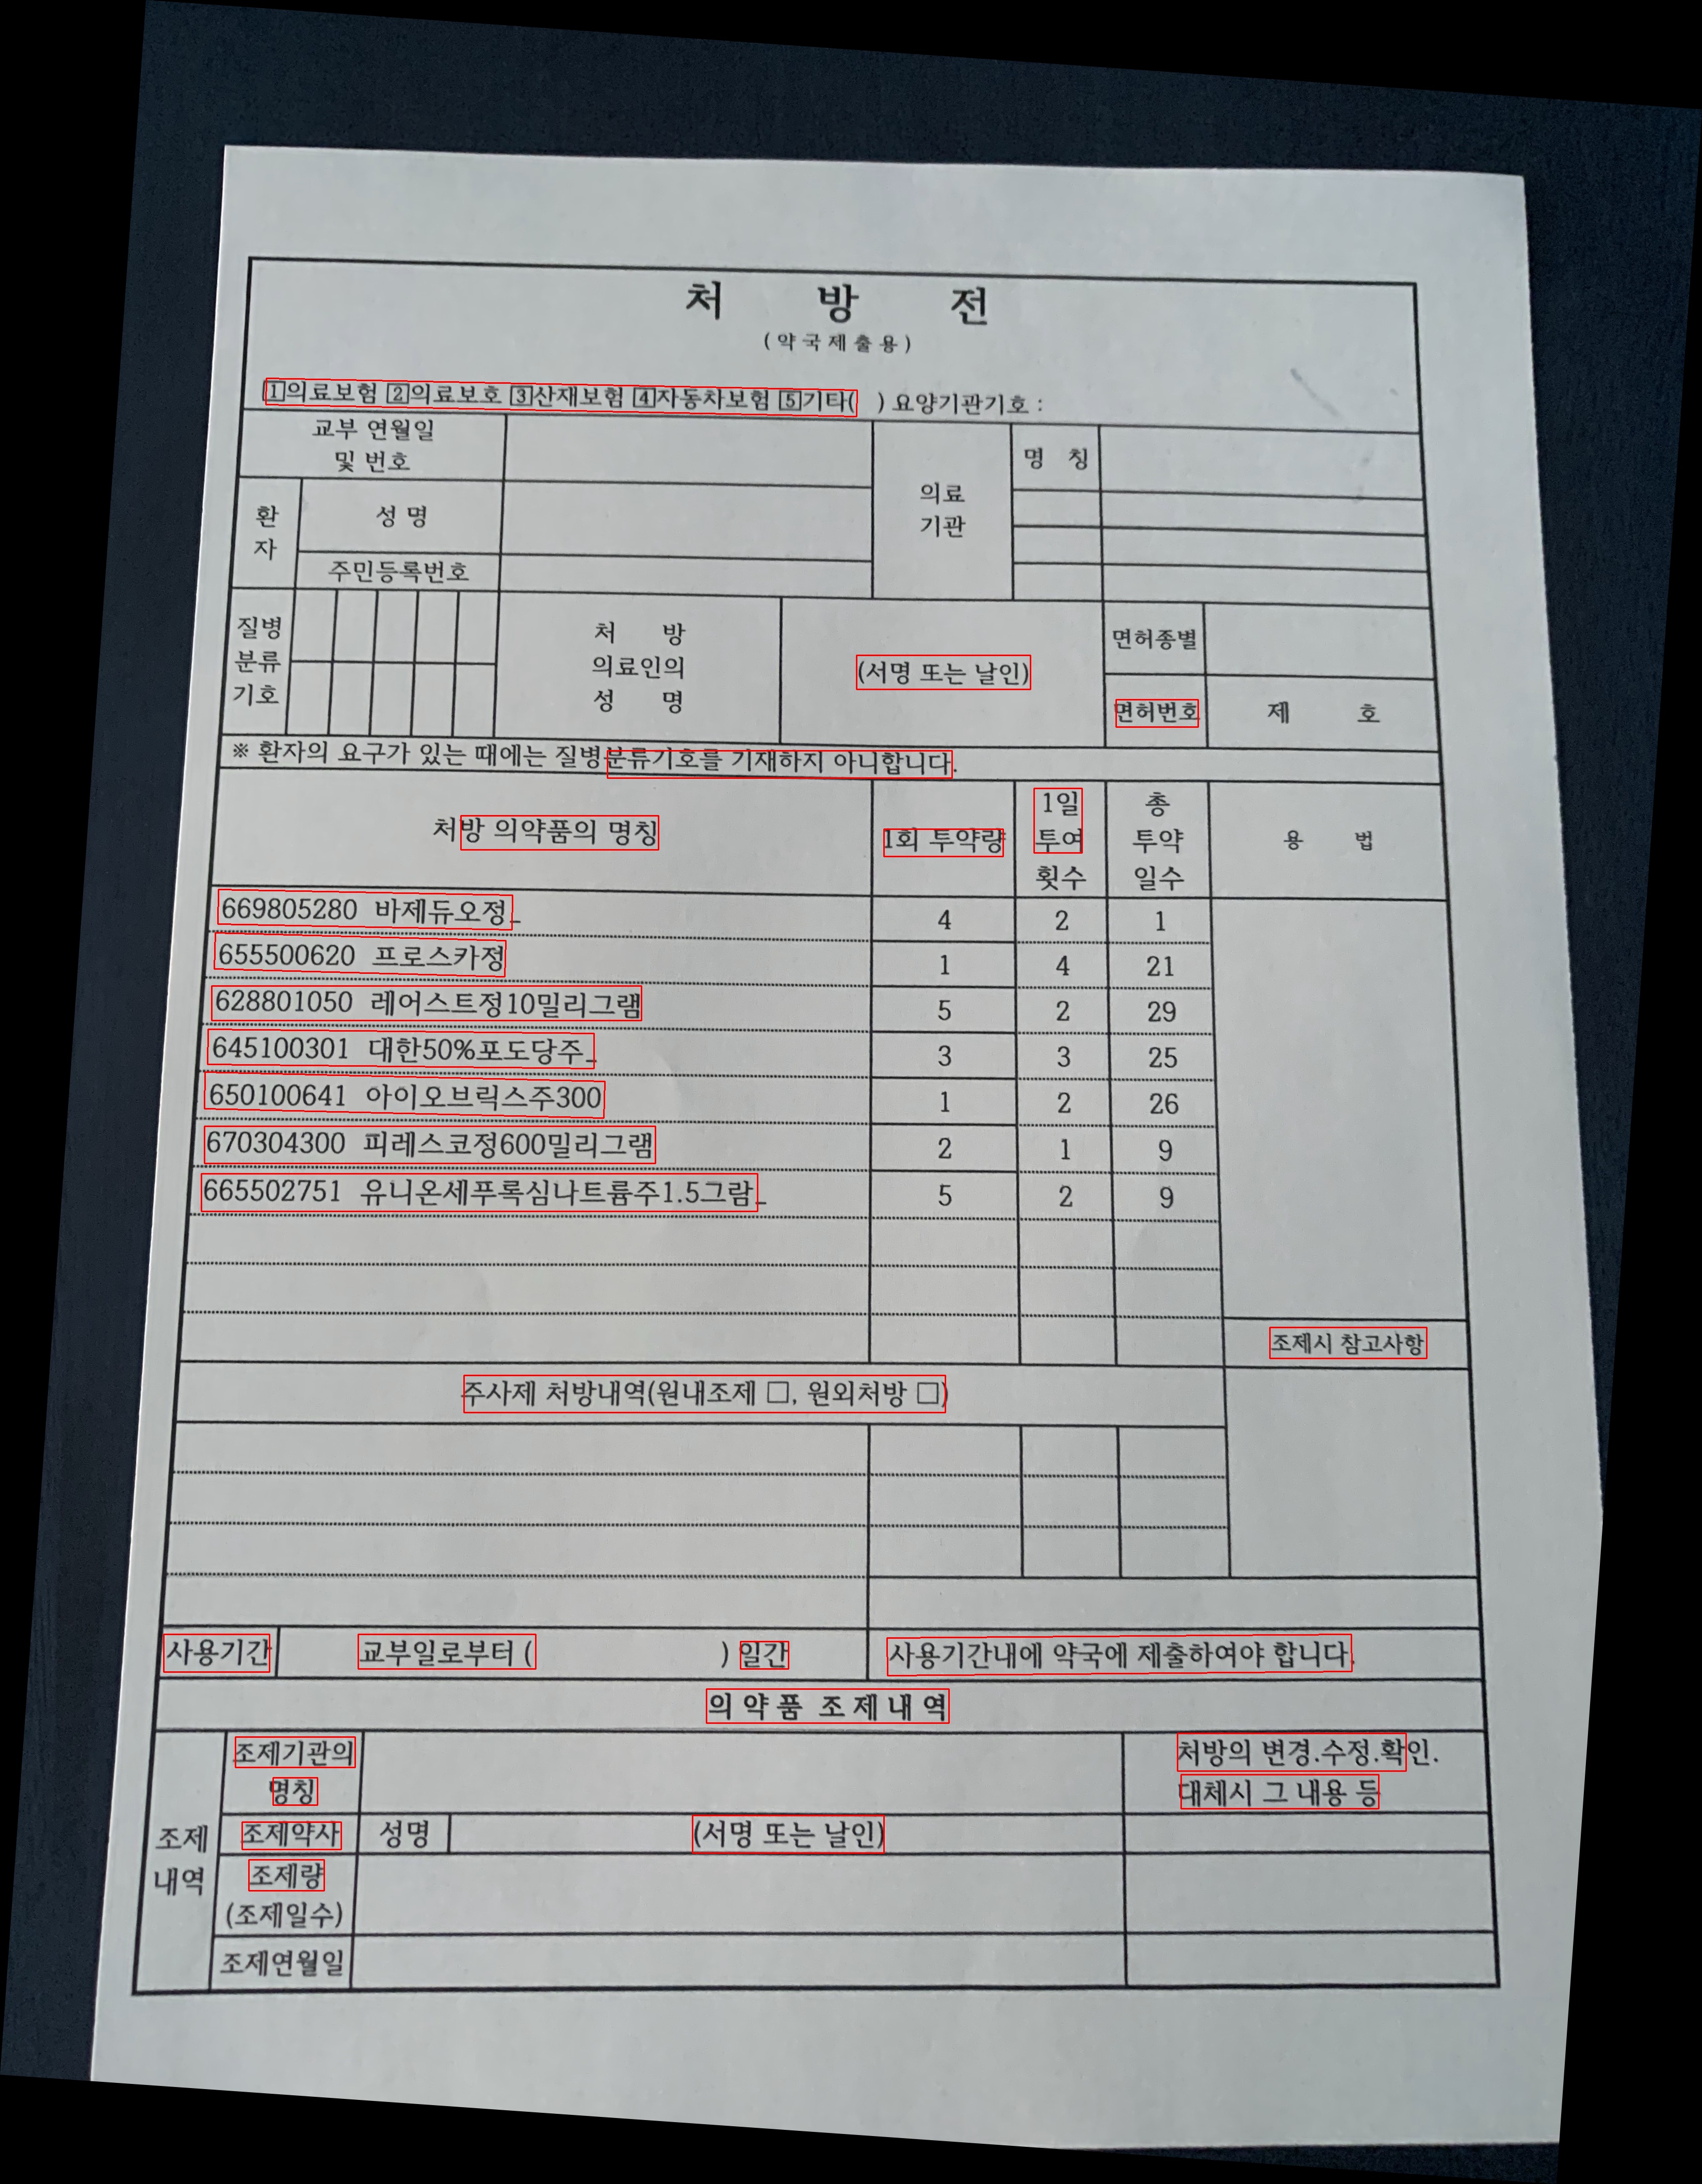 처 방 전
(약국제출용)
1의료보험 2의료보호 3산재보험 4자동차보험 5기타( ) 요양기관기호 :
교부 연월일
및 번호
의료
기관
명 칭
환
자
성 명
주민등록번호
질병
분류
기호
처 방
의료인의
성 명
(서명 또는 날인)
면허종별
면허번호
제 호
※ 환자의 요구가 있는 때에는 질병분류기호를 기재하지 아니합니다.
처방 의약품의 명칭
1회 투약량
1일
투여
횟수
총
투약
일수
용 법
669805280 바제듀오정_ 4 2 1
655500620 프로스카정 1 4 21
628801050 레어스트정10밀리그램 5 2 29
645100301 대한50%포도당주_ 3 3 25
650100641 아이오브릭스주300 1 2 26
670304300 피레스코정600밀리그램 2 1 9
665502751 유니온세푸록심나트륨주1.5그람_ 5 2 9
조제시 참고사항
주사제 처방내역(원내조제 □, 원외처방 □)
사용기간 교부일로부터 ( ) 일간 사용기간내에 약국에 제출하여야 합니다.
의 약 품 조 제 내 역
조제
내역
조제기관의
명칭
처방의 변경.수정.확인.
대체시 그 내용 등
조제약사 성명 (서명 또는 날인)
조제량
(조제일수)
조제연월일